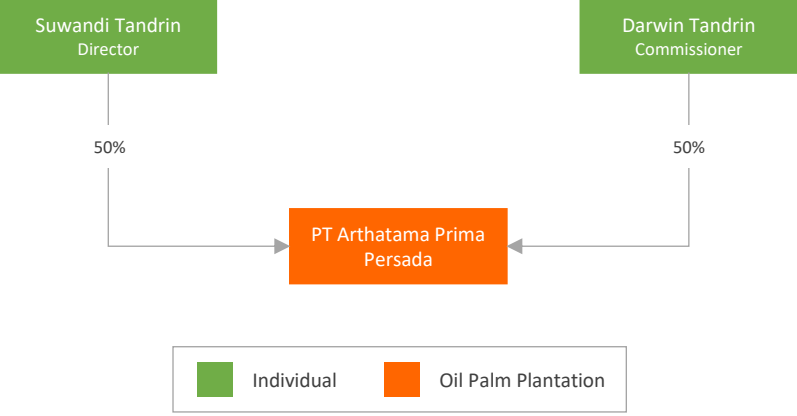 Suwandi Tandrin
Director
Darwin Tandrin
Commissioner
50%
50%
PT Arthatama Prima
Persada
Individual
Oil Palm Plantation